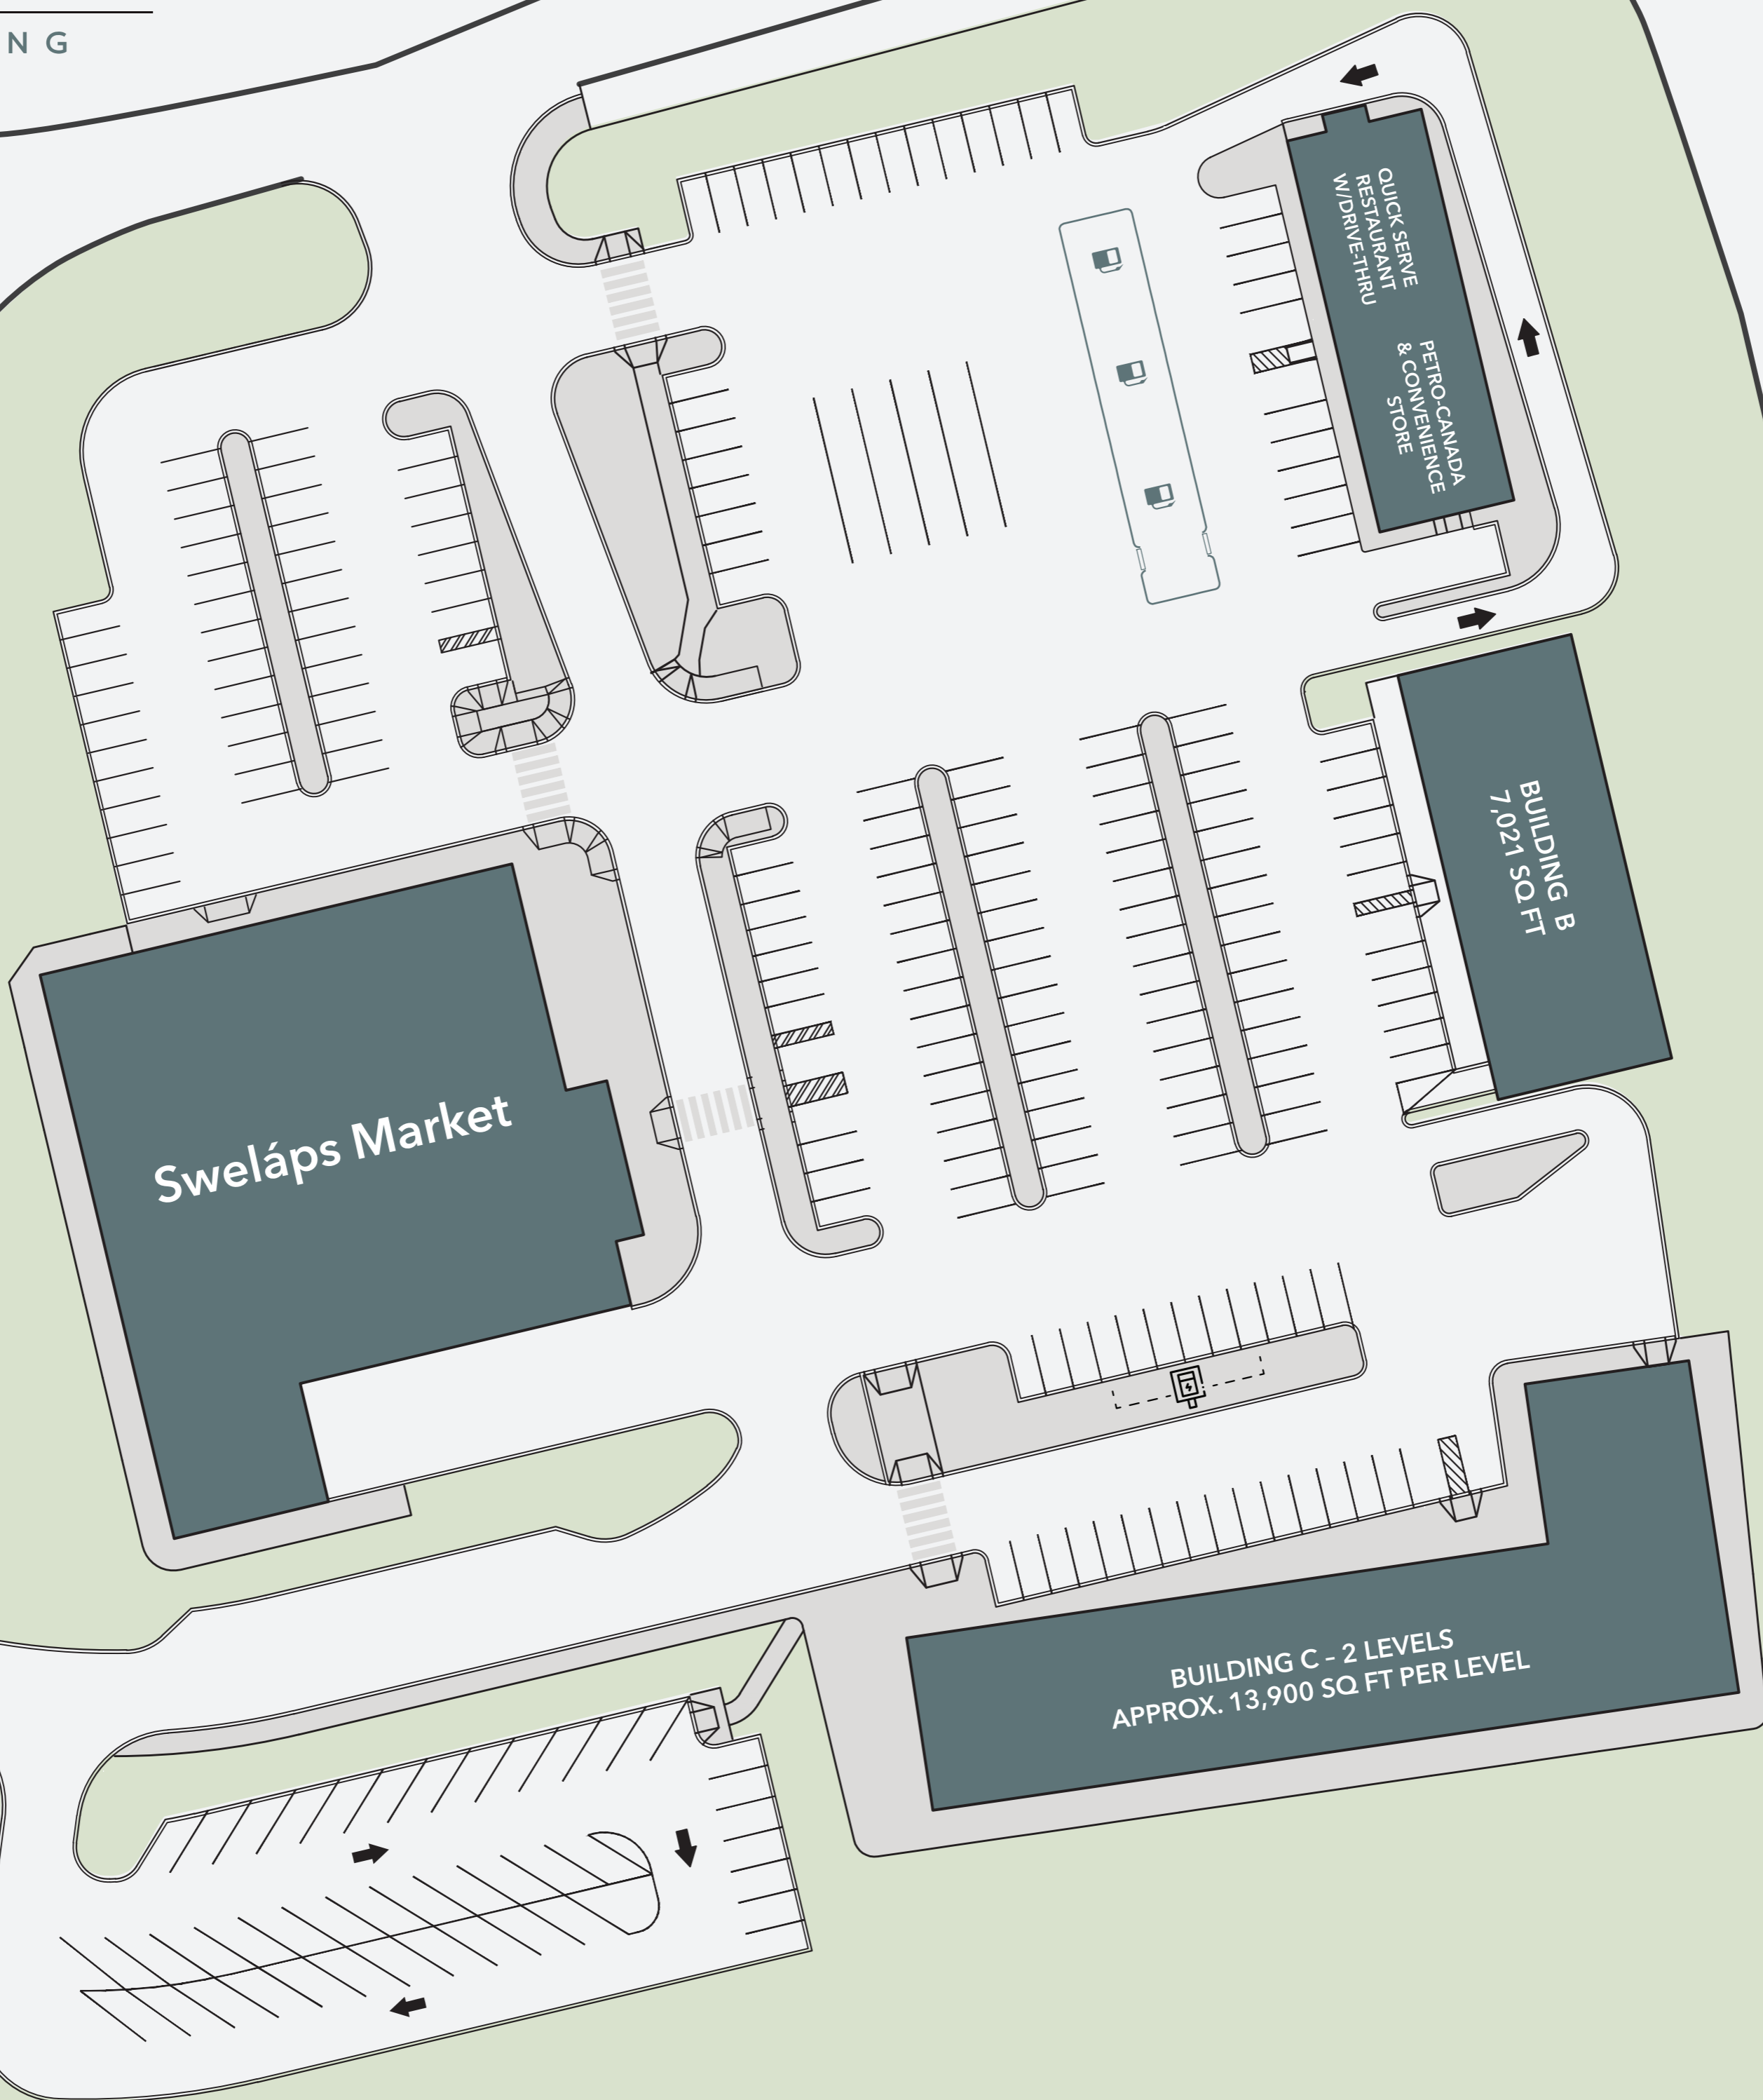 NG
QUICK SERVE
RESTAURANT
W/DRIVE-THRU
PETRO-CANADA
& CONVENIENCE
STORE
BUILDING B
7,021 SQ FT
Sweláps Market
BUILDING C - 2 LEVELS
APPROX. 13,900 SQ FT PER LEVEL